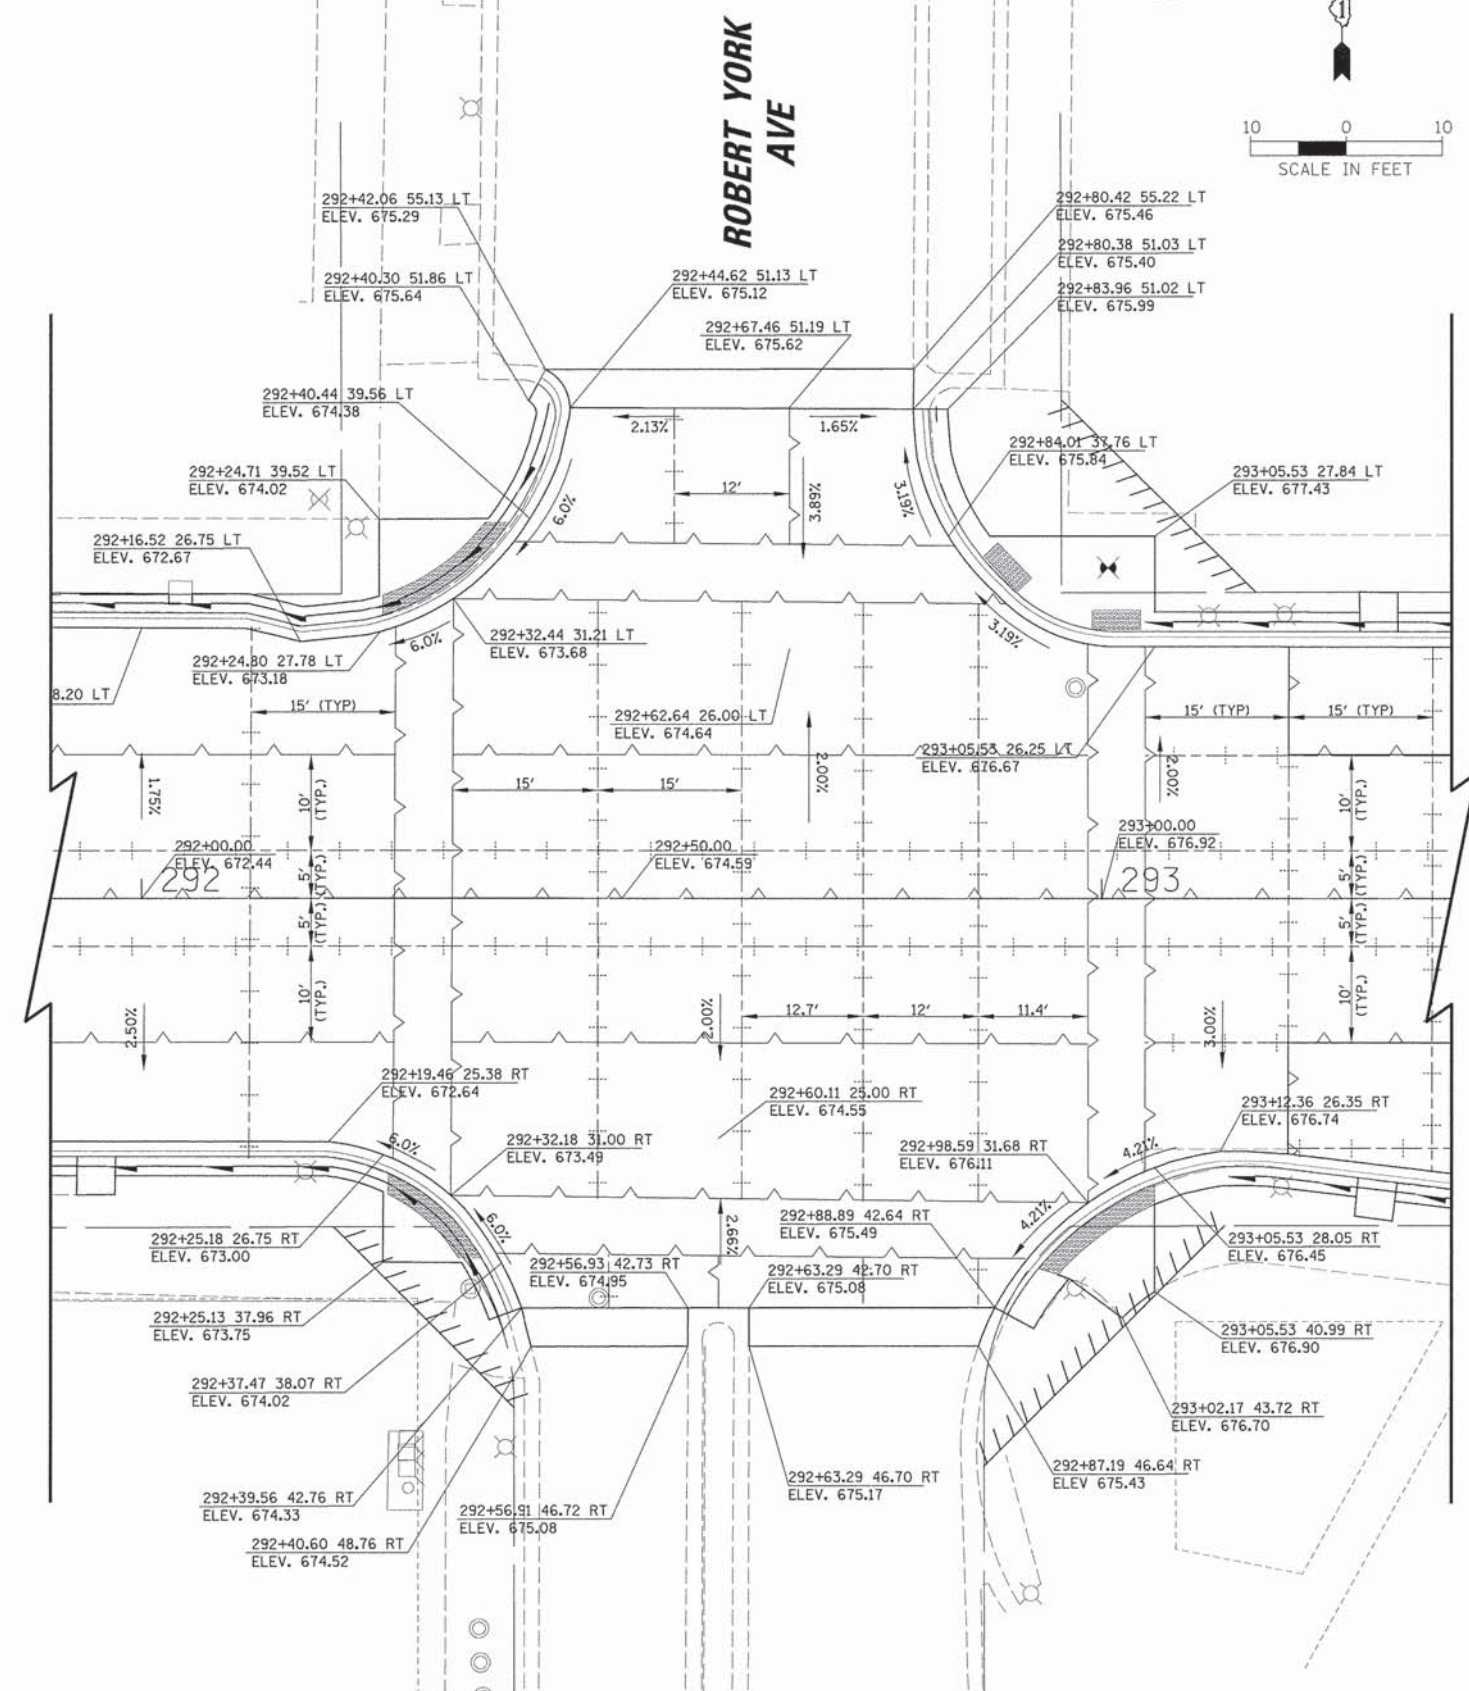 ROBERT YORK
AVE
1
10 0 10
SCALE IN FEET
292+42.06 55.13 LT
ELEV. 675.29
292+80.42 55.22 LT
ELEV. 675.46
292+80.38 51.03 LT
ELEV. 675.40
292+40.30 51.86 LT
ELEV. 675.64
292+44.62 51.13 LT
ELEV. 675.12
292+83.96 51.02 LT
ELEV. 675.99
292+67.46 51.19 LT
ELEV. 675.62
292+40.44 39.56 LT
ELEV. 674.38
2.13%
1.65%
292+84.01 37.76 LT
ELEV. 675.84
292+24.71 39.52 LT
ELEV. 674.02
293+05.53 27.84 LT
ELEV. 677.43
12'
3.89%
3.19%
6.0%
292+16.52 26.75 LT
ELEV. 672.67
6.0%
292+32.44 31.21 LT
ELEV. 673.68
3.19%
292+24.80 27.78 LT
ELEV. 673.18
8.20 LT
15' (TYP)
292+62.64 26.00 LT
ELEV. 674.64
15' (TYP)
15' (TYP)
293+05.53 26.25 LT
ELEV. 676.67
1.75%
10'
(TYP.)
15'
15'
2.00%
2.00%
10'
(TYP.)
292+00.00
ELEV. 672.44
292
292+50.00
ELEV. 674.59
293+00.00
ELEV. 676.92
293
5'
(TYP.)
5'
(TYP.)
5'
(TYP.)
5'
(TYP.)
10'
(TYP.)
10'
(TYP.)
2.50%
2.00%
12.7'
12'
11.4'
3.00%
292+19.46 25.38 RT
ELEV. 672.64
292+60.11 25.00 RT
ELEV. 674.55
293+12.36 26.35 RT
ELEV. 676.74
6.0%
292+32.18 31.00 RT
ELEV. 673.49
292+98.59 31.68 RT
ELEV. 676.11
4.21%
6.0%
2.66%
292+88.89 42.64 RT
ELEV. 675.49
4.21%
292+25.18 26.75 RT
ELEV. 673.00
293+05.53 28.05 RT
ELEV. 676.45
292+56.93 42.73 RT
ELEV. 674.95
292+63.29 42.70 RT
ELEV. 675.08
292+25.13 37.96 RT
ELEV. 673.75
293+05.53 40.99 RT
ELEV. 676.90
292+37.47 38.07 RT
ELEV. 674.02
293+02.17 43.72 RT
ELEV. 676.70
292+63.29 46.70 RT
ELEV. 675.17
292+87.19 46.64 RT
ELEV 675.43
292+39.56 42.76 RT
ELEV. 674.33
292+56.91 46.72 RT
ELEV. 675.08
292+40.60 48.76 RT
ELEV. 674.52